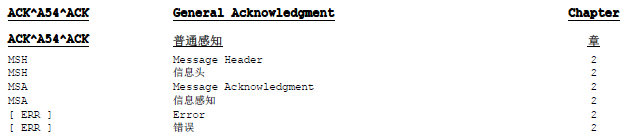 ACK^A54^ACK General Acknowledgment Chapter
ACK^A54^ACK 普通感知 章
MSH Message Header 2
MSH 信息头 2
MSA Message Acknowledgment 2
MSA 信息感知 2
[ ERR ] Error 2
[ ERR ] 错误 2